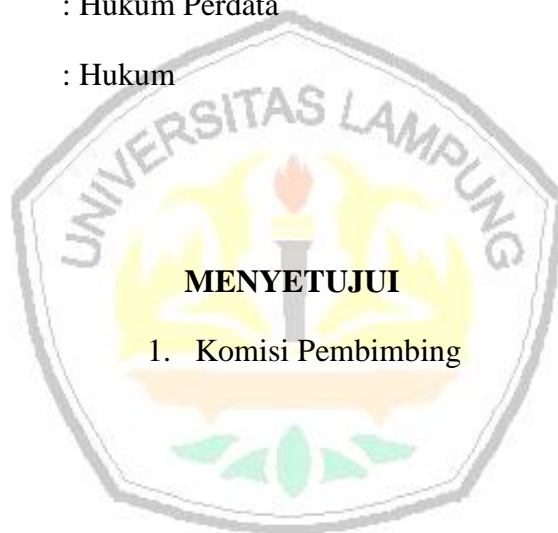 : Hukum Perdata
: Hukum
UNIVERSITAS LAMPUNG
MENYETUJUI
1. Komisi Pembimbing